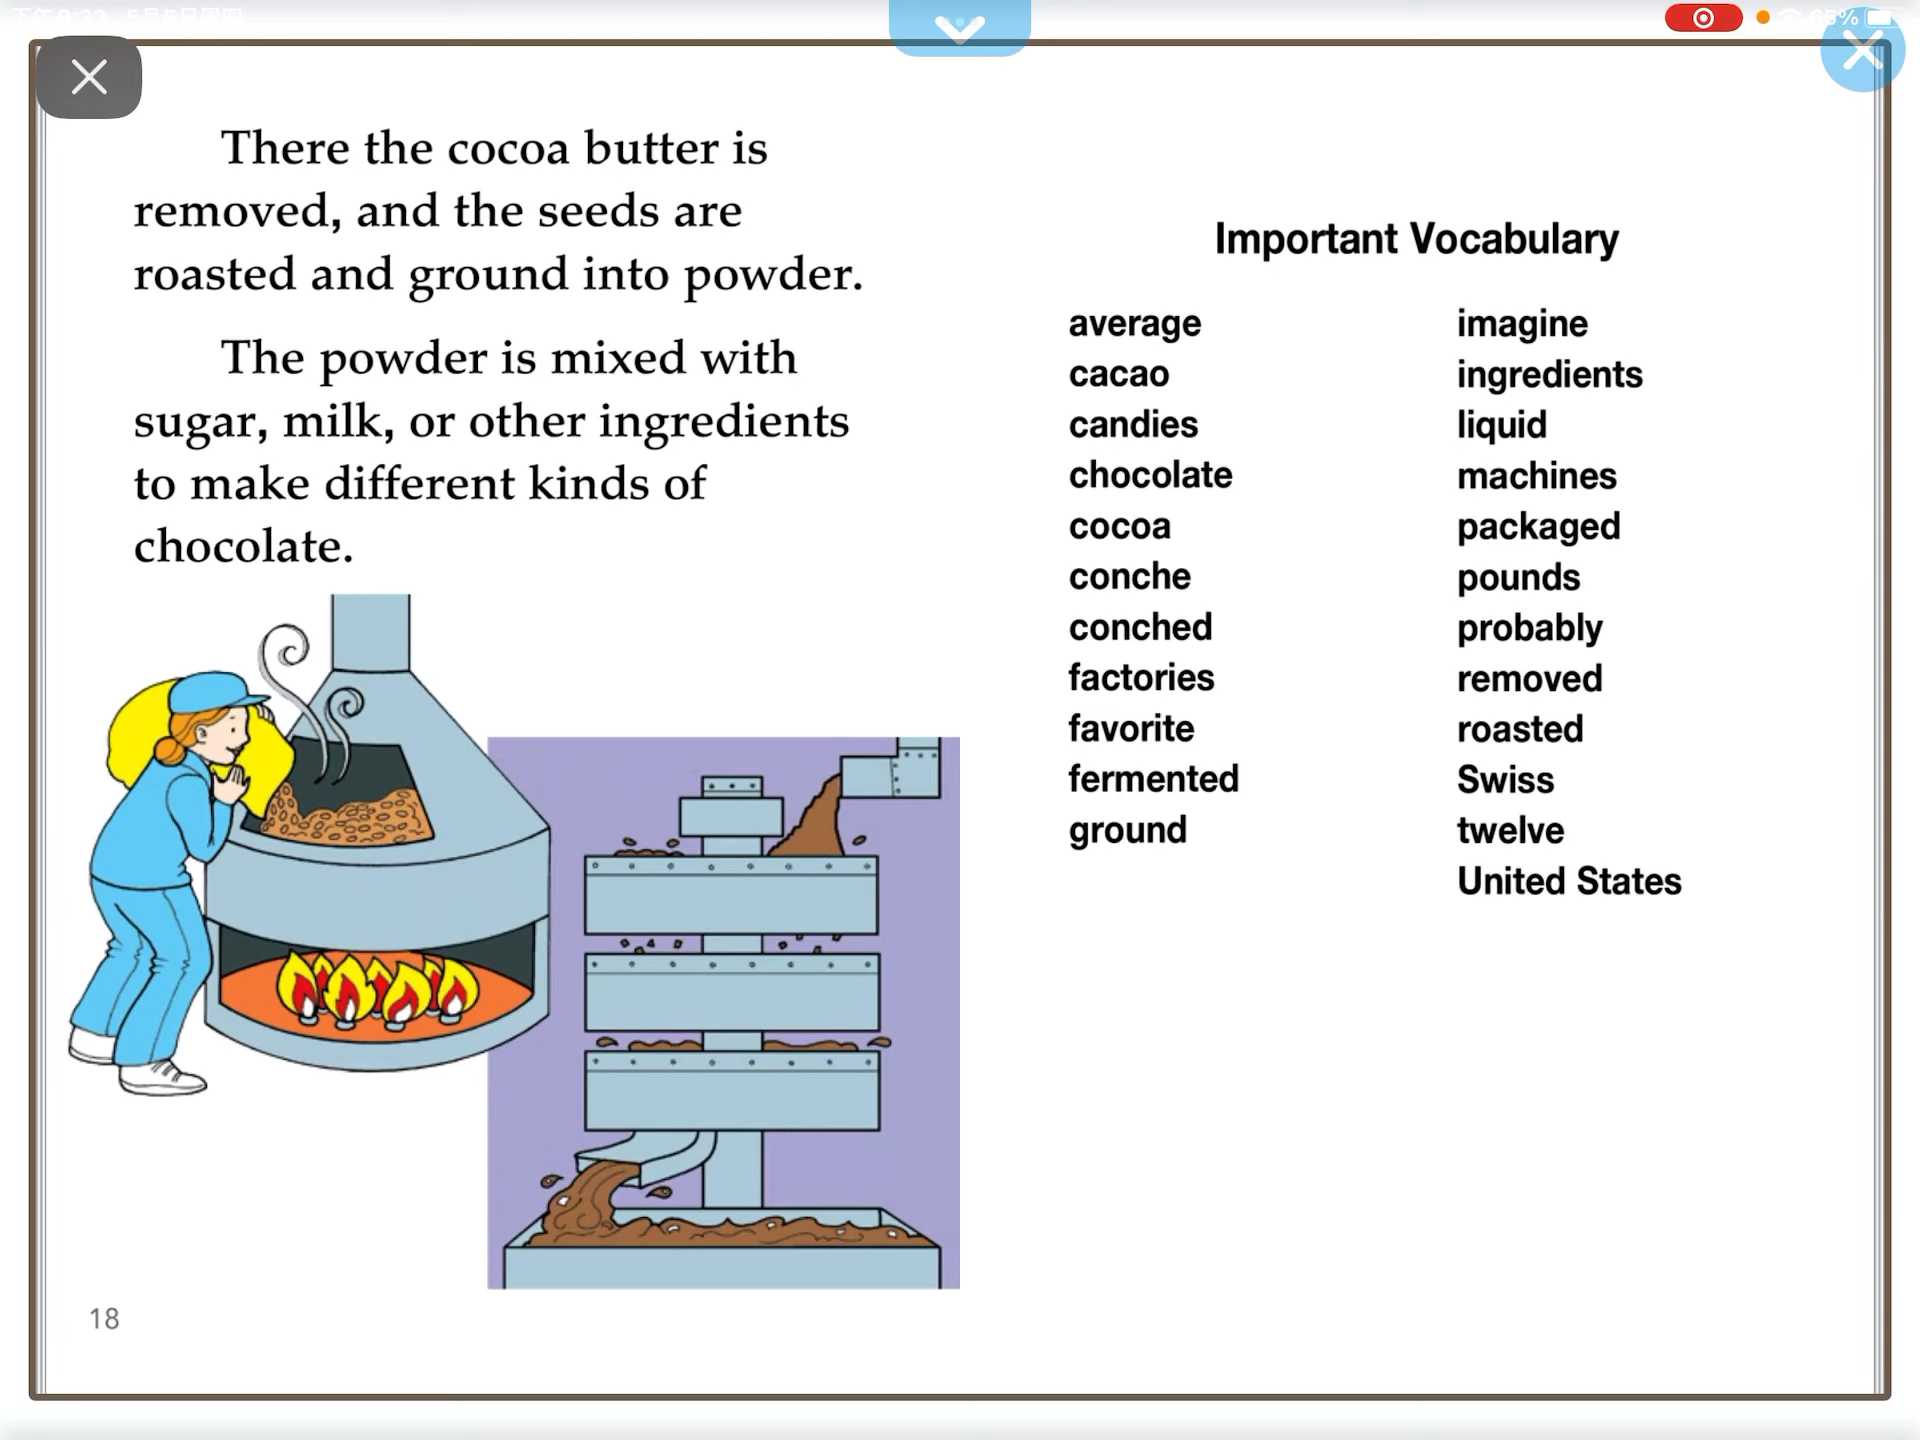 There the cocoa butter is
removed, and the seeds are
roasted and ground into powder.
The powder is mixed with
sugar, milk, or other ingredients
to make different kinds of
chocolate.
18
Important Vocabulary
average
cacao
candies
chocolate
cocoa
conche
conched
factories
favorite
fermented
ground
imagine
ingredients
liquid
machines
packaged
pounds
probably
removed
roasted
Swiss
twelve
United States